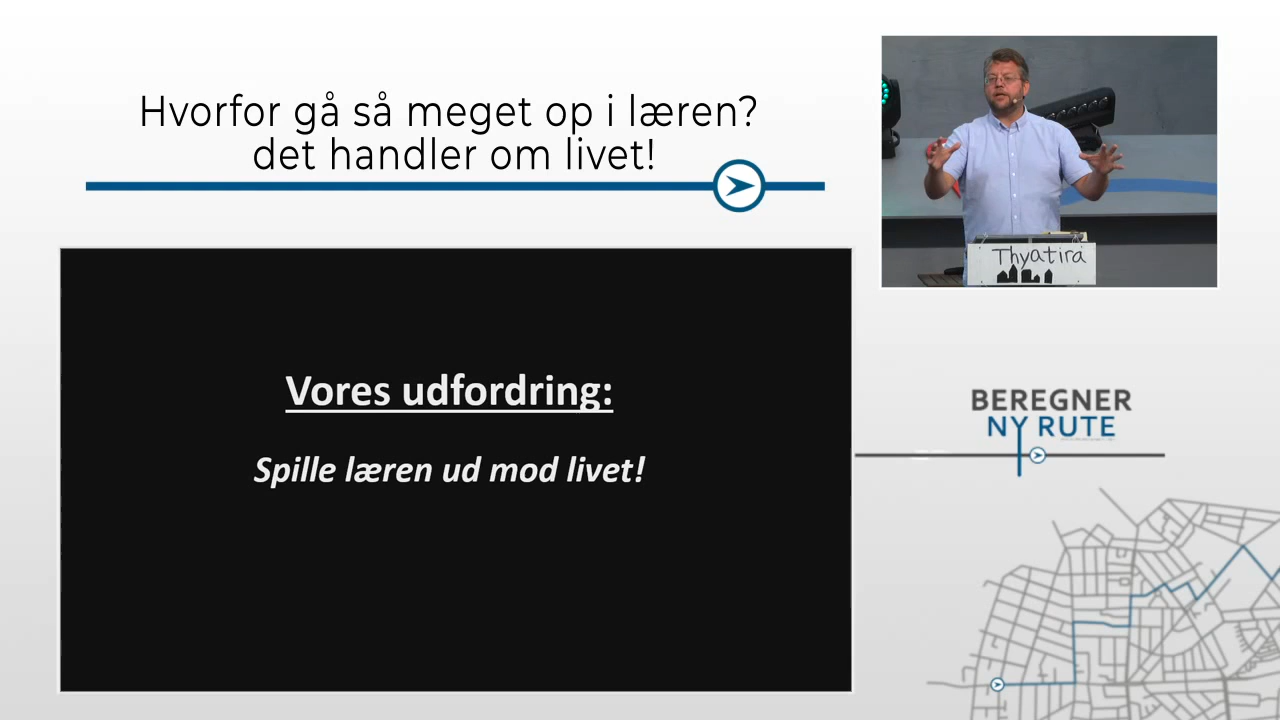 Hvorfor gå så meget op i læren?
det handler om livet!
Thyatira
Vores udfordring:
Spille læren ud mod livet!
BEREGNER
NY RUTE